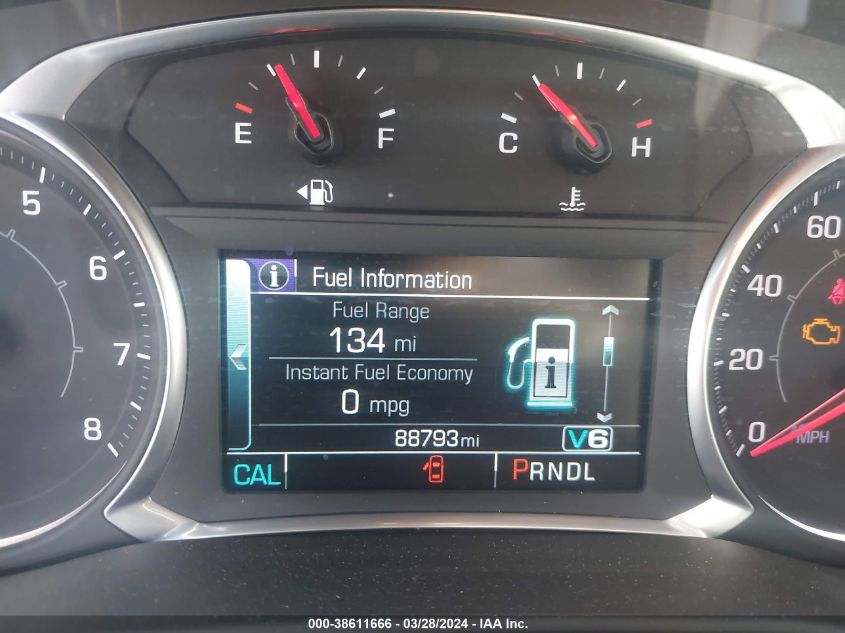 E F
C H
5
6
7
8
60
40
20
0
MPH
i Fuel Information
Fuel Range
134 mi
i
Instant Fuel Economy
0 mpg
88793mi V6
CAL PRNDL
000-38611666 - 03/28/2024 - IAA Inc.